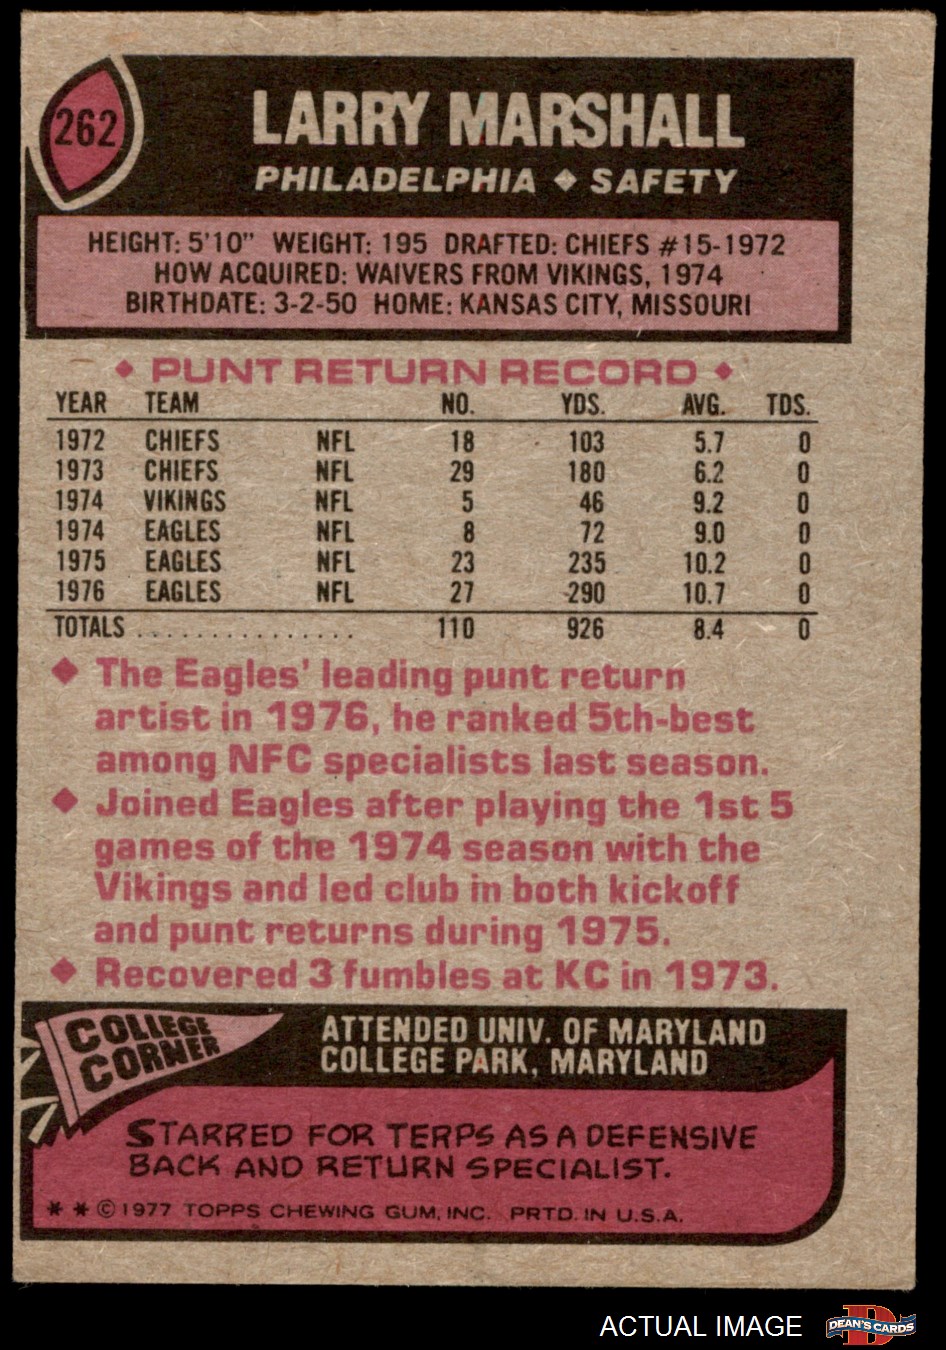 262
LARRY MARSHALL
PHILADELPHIA ◆ SAFETY
HEIGHT: 5'10" WEIGHT: 195 DRAFTED: CHIEFS #15-1972
HOW ACQUIRED: WAIVERS FROM VIKINGS, 1974
BIRTHDATE: 3-2-50 HOME: KANSAS CITY, MISSOURI
◆ PUNT RETURN RECORD ◆
YEAR TEAM NO. YDS. AVG. TDS.
1972 CHIEFS NFL 18 103 5.7 0
1973 CHIEFS NFL 29 180 6.2 0
1974 VIKINGS NFL 5 46 9.2 0
1974 EAGLES NFL 8 72 9.0 0
1975 EAGLES NFL 23 235 10.2 0
1976 EAGLES NFL 27 290 10.7 0
TOTALS . . . . . . . . . . . . . . . 110 926 8.4 0
◆ The Eagles' leading punt return
artist in 1976, he ranked 5th-best
among NFC specialists last season.
◆ Joined Eagles after playing the 1st 5
games of the 1974 season with the
Vikings and led club in both kickoff
and punt returns during 1975.
◆ Recovered 3 fumbles at KC in 1973.
COLLEGE
CORNER
ATTENDED UNIV. OF MARYLAND
COLLEGE PARK, MARYLAND
STARRED FOR TERPS AS A DEFENSIVE
BACK AND RETURN SPECIALIST.
* * © 1977 TOPPS CHEWING GUM, INC. PRTD. IN U.S.A.
ACTUAL IMAGE
D
DEAN'S CARDS